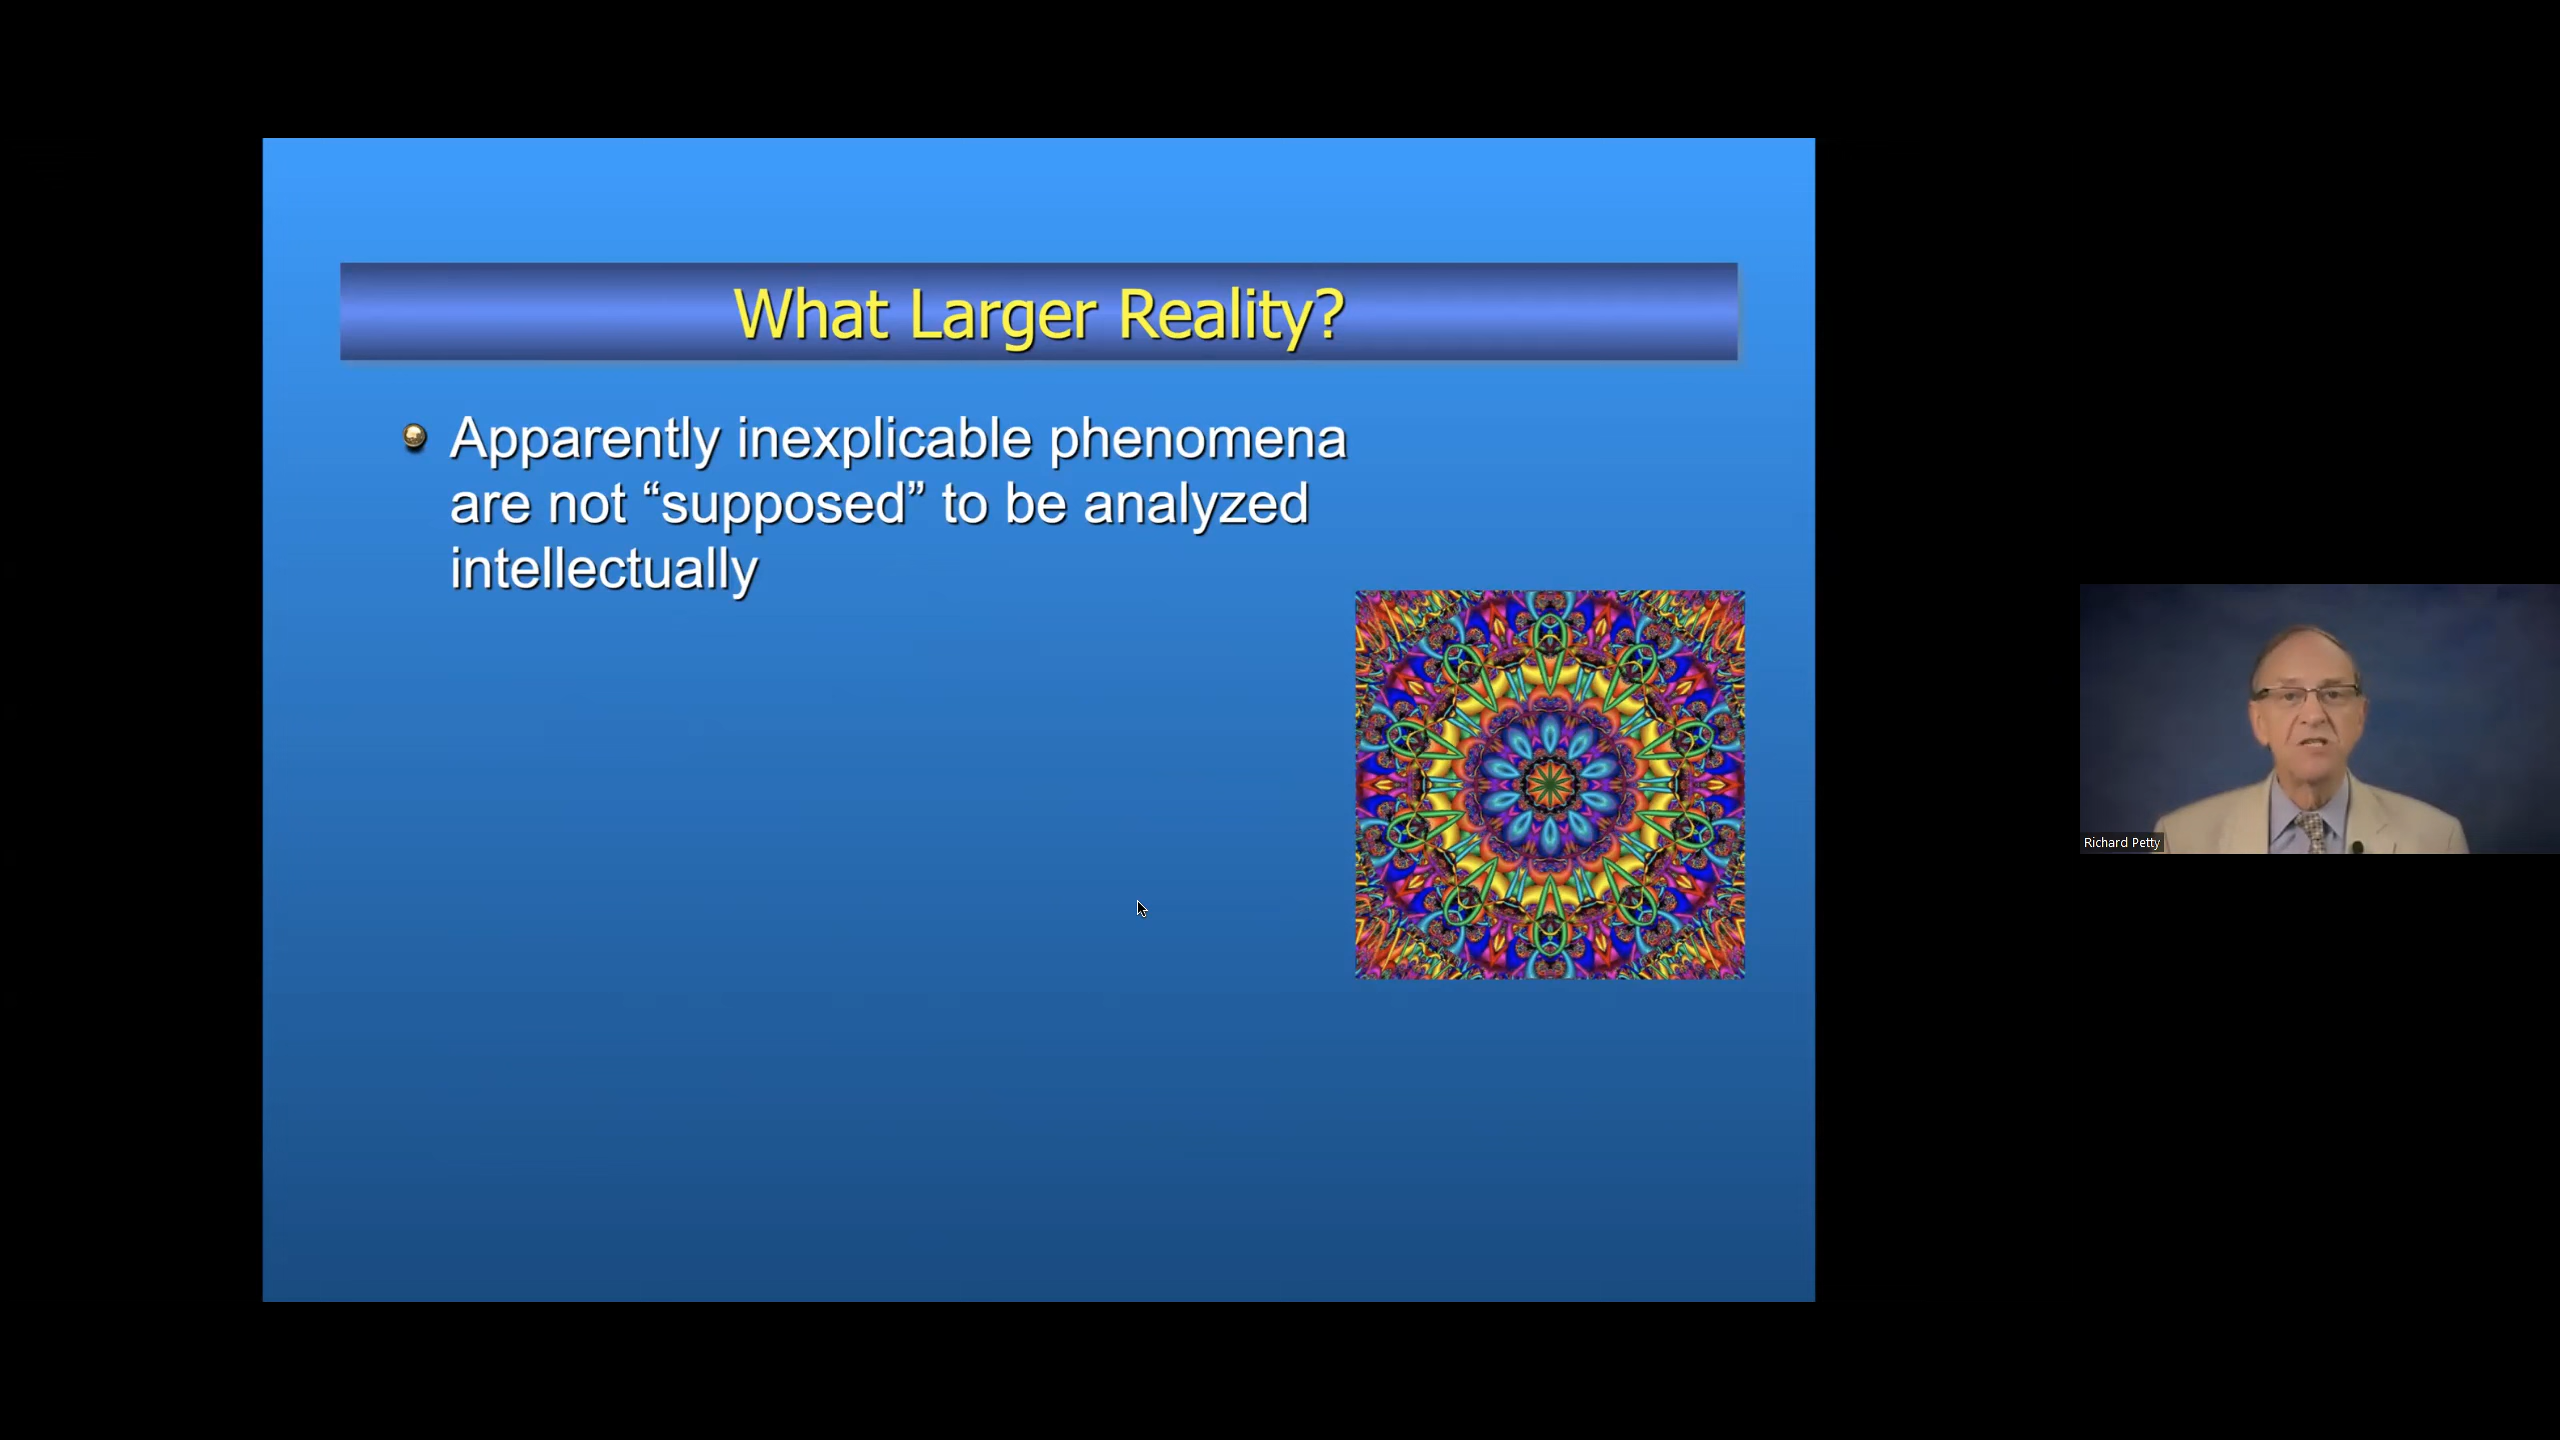 What Larger Reality?
Apparently inexplicable phenomena
are not “supposed” to be analyzed
intellectually
Richard Petty